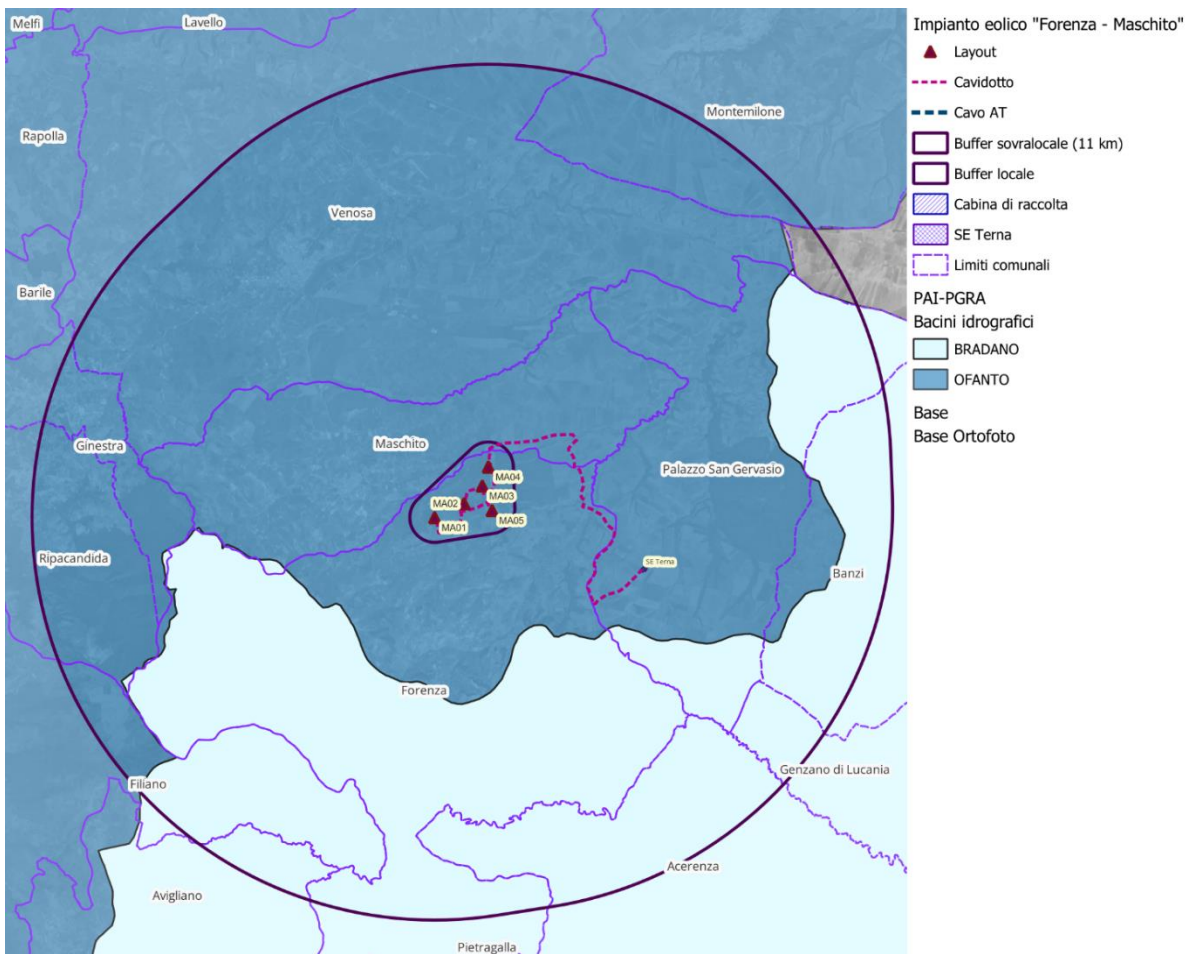 Melfi
Lavello
Montemilone
Rapolla
Venosa
Barile
Ginestra
Maschito
Palazzo San Gervasio
MA04
MA03
MA02
MA05
MA01
Ripacandida
SE Terna
Banzi
Forenza
Filiano
Genzano di Lucania
Acerenza
Avigliano
Pietragalla
Impianto eolico "Forenza - Maschito"
Layout
Cavidotto
Cavo AT
Buffer sovralocale (11 km)
Buffer locale
Cabina di raccolta
SE Terna
Limiti comunali
PAI-PGRA
Bacini idrografici
BRADANO
OFANTO
Base
Base Ortofoto